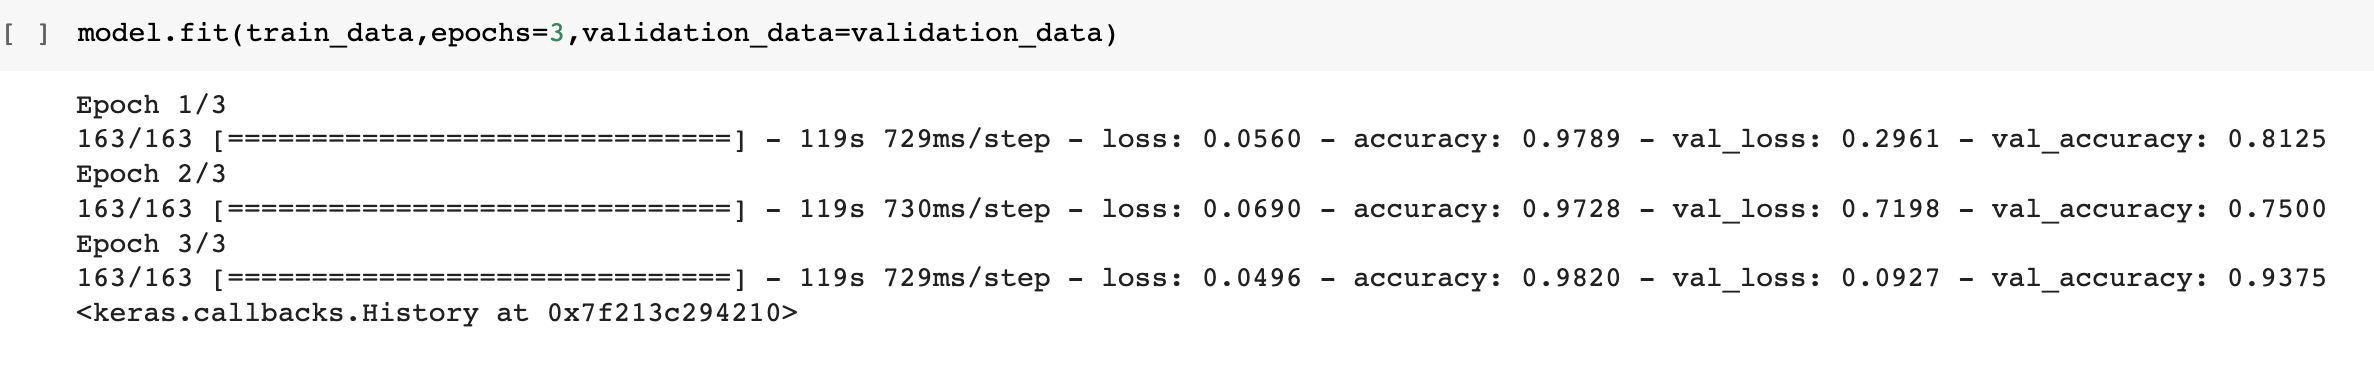 [ ] model.fit(train_data,epochs=3,validation_data=validation_data)
Epoch 1/3
163/163 [==============================] - 119s 729ms/step - loss: 0.0560 - accuracy: 0.9789 - val_loss: 0.2961 - val_accuracy: 0.8125
Epoch 2/3
163/163 [==============================] - 119s 730ms/step - loss: 0.0690 - accuracy: 0.9728 - val_loss: 0.7198 - val_accuracy: 0.7500
Epoch 3/3
163/163 [==============================] - 119s 729ms/step - loss: 0.0496 - accuracy: 0.9820 - val_loss: 0.0927 - val_accuracy: 0.9375
<keras.callbacks.History at 0x7f213c294210>